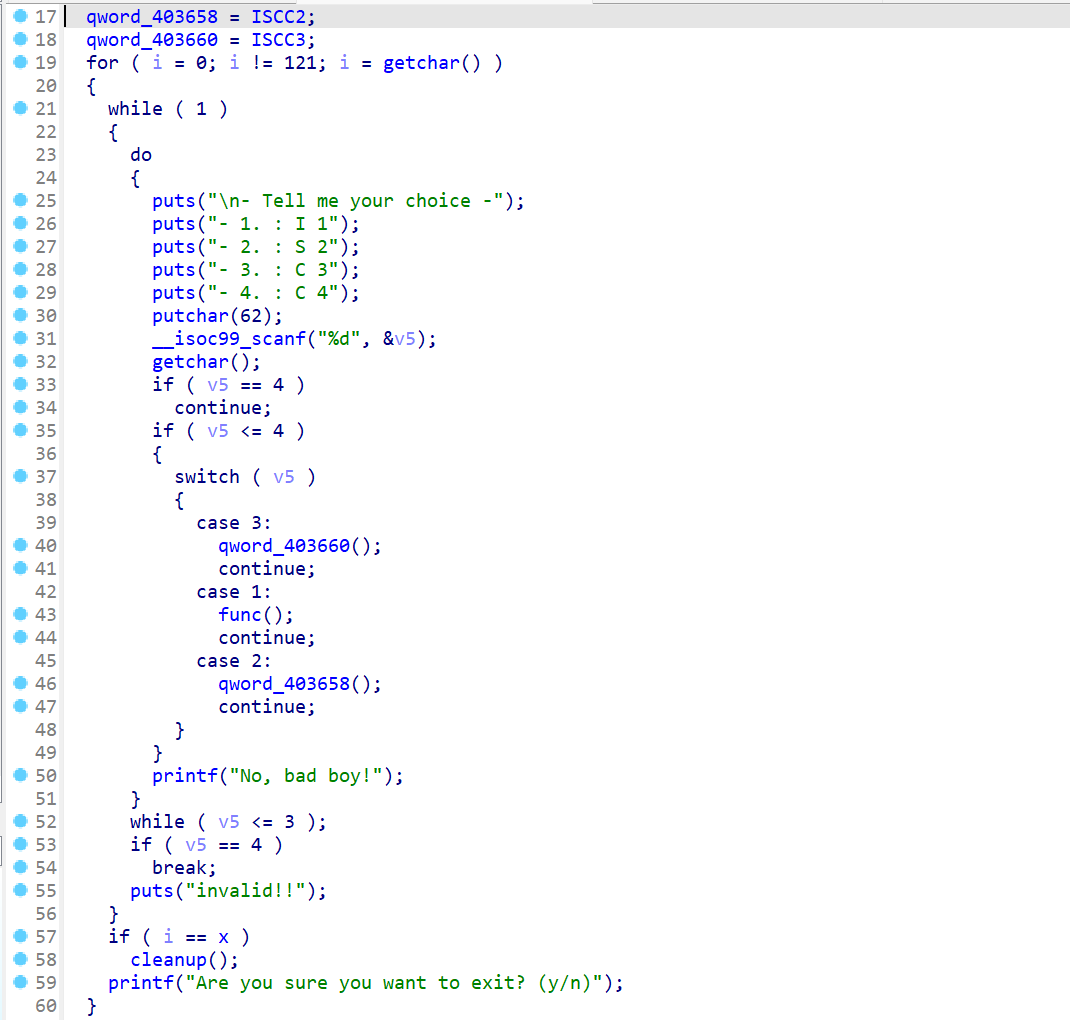 17 qword_403658 = ISCC2;
18 qword_403660 = ISCC3;
19 for ( i = 0; i != 121; i = getchar() )
20 {
21 while ( 1 )
22 {
23 do
24 {
25 puts("\n- Tell me your choice -");
26 puts("- 1. : I 1");
27 puts("- 2. : S 2");
28 puts("- 3. : C 3");
29 puts("- 4. : C 4");
30 putchar(62);
31 __isoc99_scanf("%d", &v5);
32 getchar();
33 if ( v5 == 4 )
34 continue;
35 if ( v5 <= 4 )
36 {
37 switch ( v5 )
38 {
39 case 3:
40 qword_403660();
41 continue;
42 case 1:
43 func();
44 continue;
45 case 2:
46 qword_403658();
47 continue;
48 }
49 }
50 printf("No, bad boy!");
51 }
52 while ( v5 <= 3 );
53 if ( v5 == 4 )
54 break;
55 puts("invalid!!");
56 }
57 if ( i == x )
58 cleanup();
59 printf("Are you sure you want to exit? (y/n)");
60 }